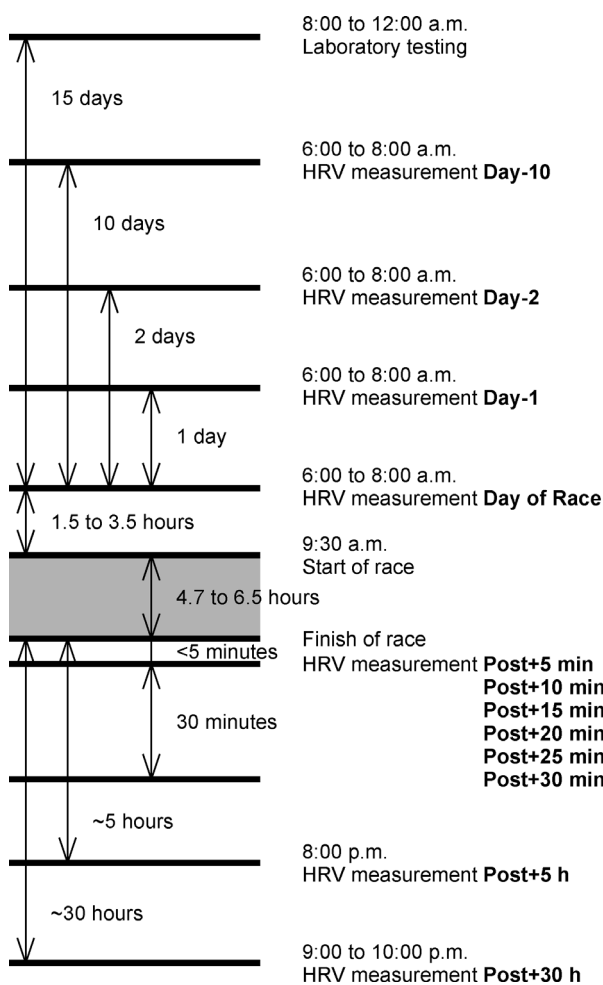 8:00 to 12:00 a.m.
Laboratory testing
15 days
6:00 to 8:00 a.m.
HRV measurement Day-10
10 days
6:00 to 8:00 a.m.
HRV measurement Day-2
2 days
6:00 to 8:00 a.m.
HRV measurement Day-1
1 day
6:00 to 8:00 a.m.
HRV measurement Day of Race
1.5 to 3.5 hours
9:30 a.m.
Start of race
4.7 to 6.5 hours
Finish of race
<5 minutes
HRV measurement Post+5 min
Post+10 min
Post+15 min
30 minutes
Post+20 min
Post+25 min
Post+30 min
~5 hours
8:00 p.m.
HRV measurement Post+5 h
~30 hours
9:00 to 10:00 p.m.
HRV measurement Post+30 h